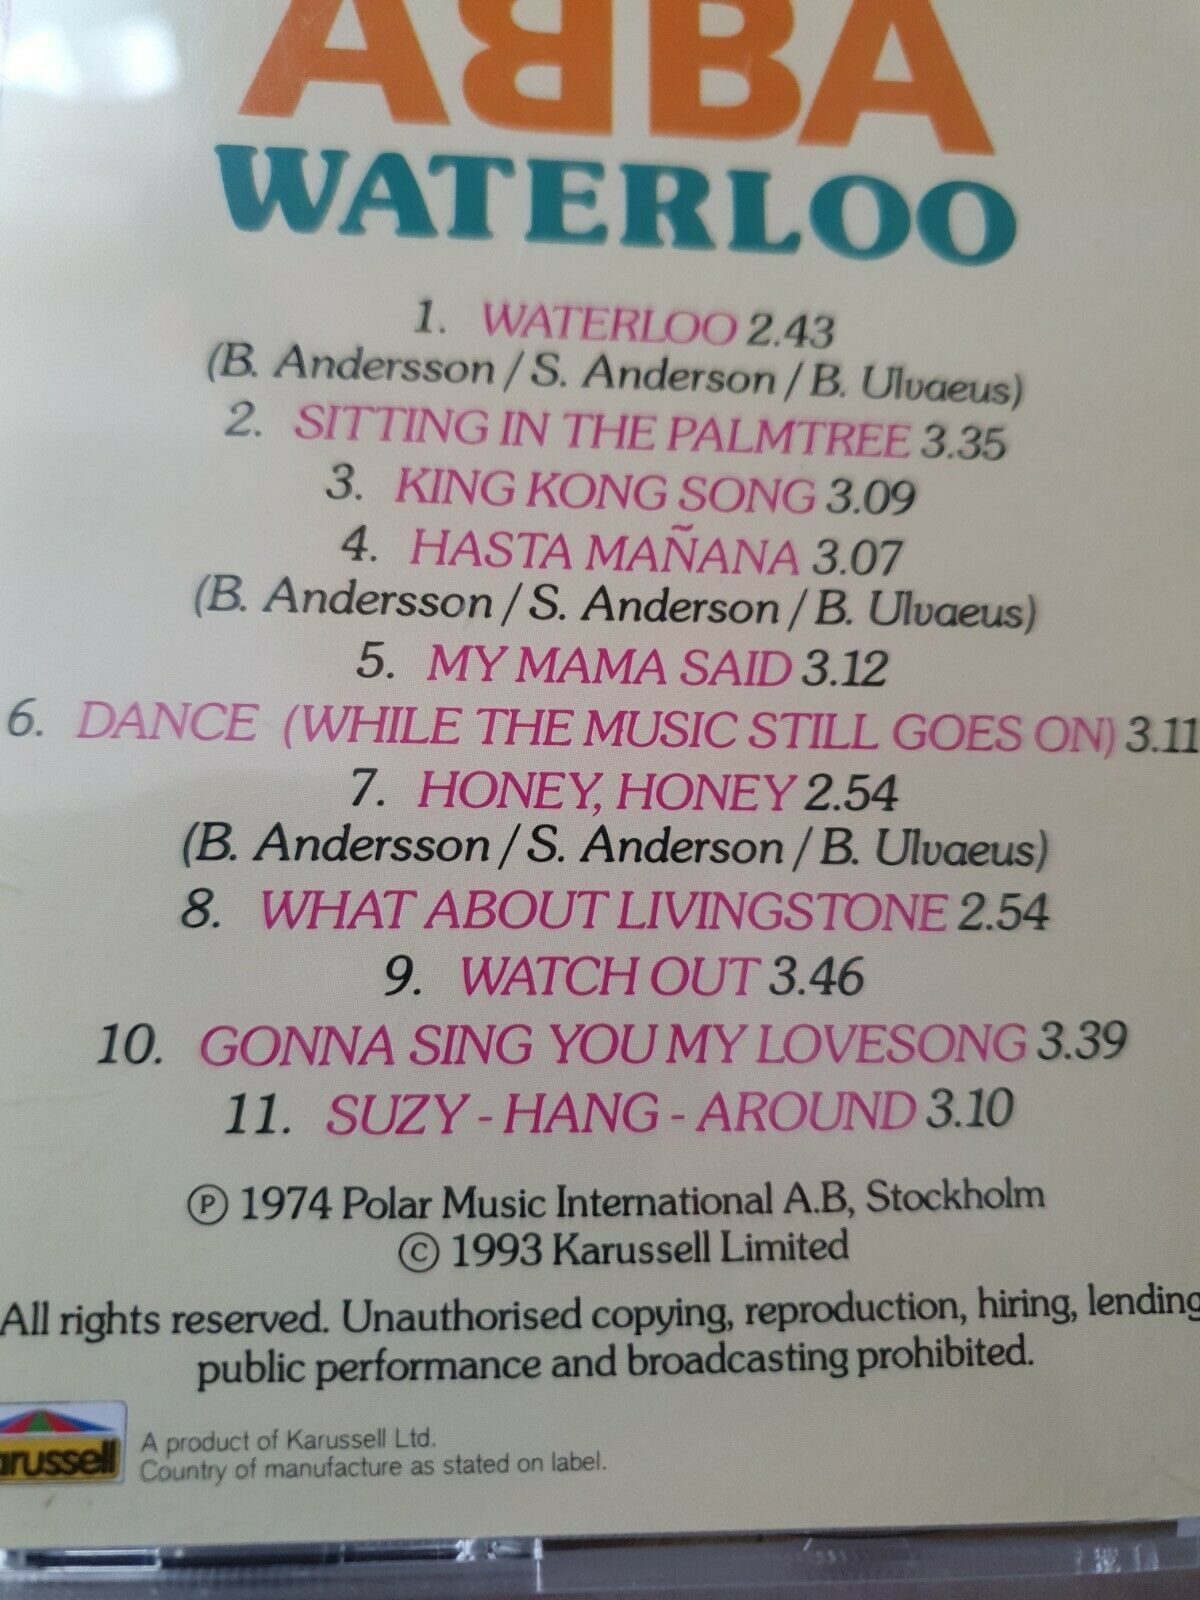 ABBA
WATERLOO
1. WATERLOO 2.43
(B. Andersson / S. Anderson / B. Ulvaeus)
2. SITTING IN THE PALMTREE 3.35
3. KING KONG SONG 3.09
4. HASTA MAÑANA 3.07
(B. Andersson / S. Anderson / B. Ulvaeus)
5. MY MAMA SAID 3.12
6. DANCE (WHILE THE MUSIC STILL GOES ON) 3.11
7. HONEY, HONEY 2.54
(B. Andersson / S. Anderson / B. Ulvaeus)
8. WHAT ABOUT LIVINGSTONE 2.54
9. WATCH OUT 3.46
10. GONNA SING YOU MY LOVESONG 3.39
11. SUZY - HANG - AROUND 3.10
℗ 1974 Polar Music International A.B, Stockholm
© 1993 Karussell Limited
All rights reserved. Unauthorised copying, reproduction, hiring, lending
public performance and broadcasting prohibited.
arussell
A product of Karussell Ltd.
Country of manufacture as stated on label.